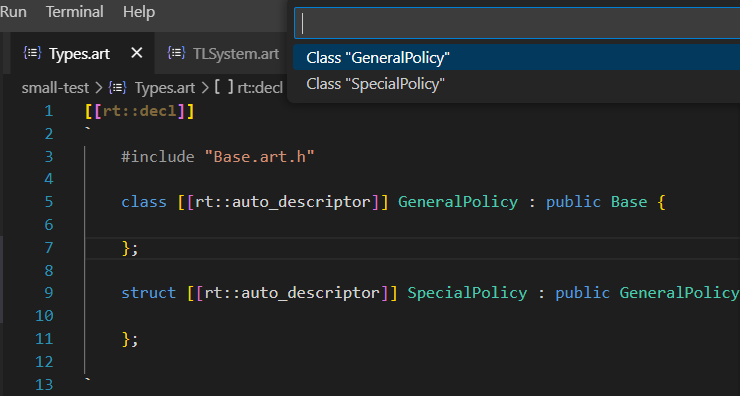 Run Terminal Help
Class "GeneralPolicy"
Class "SpecialPolicy"
Types.art TLSystem.art
small-test > Types.art > [ ] rt::decl
1 [[rt::decl]]
2 `
3 #include "Base.art.h"
4
5 class [[rt::auto_descriptor]] GeneralPolicy : public Base {
6
7 };
8
9 struct [[rt::auto_descriptor]] SpecialPolicy : public GeneralPolicy
10
11 };
12
13 `